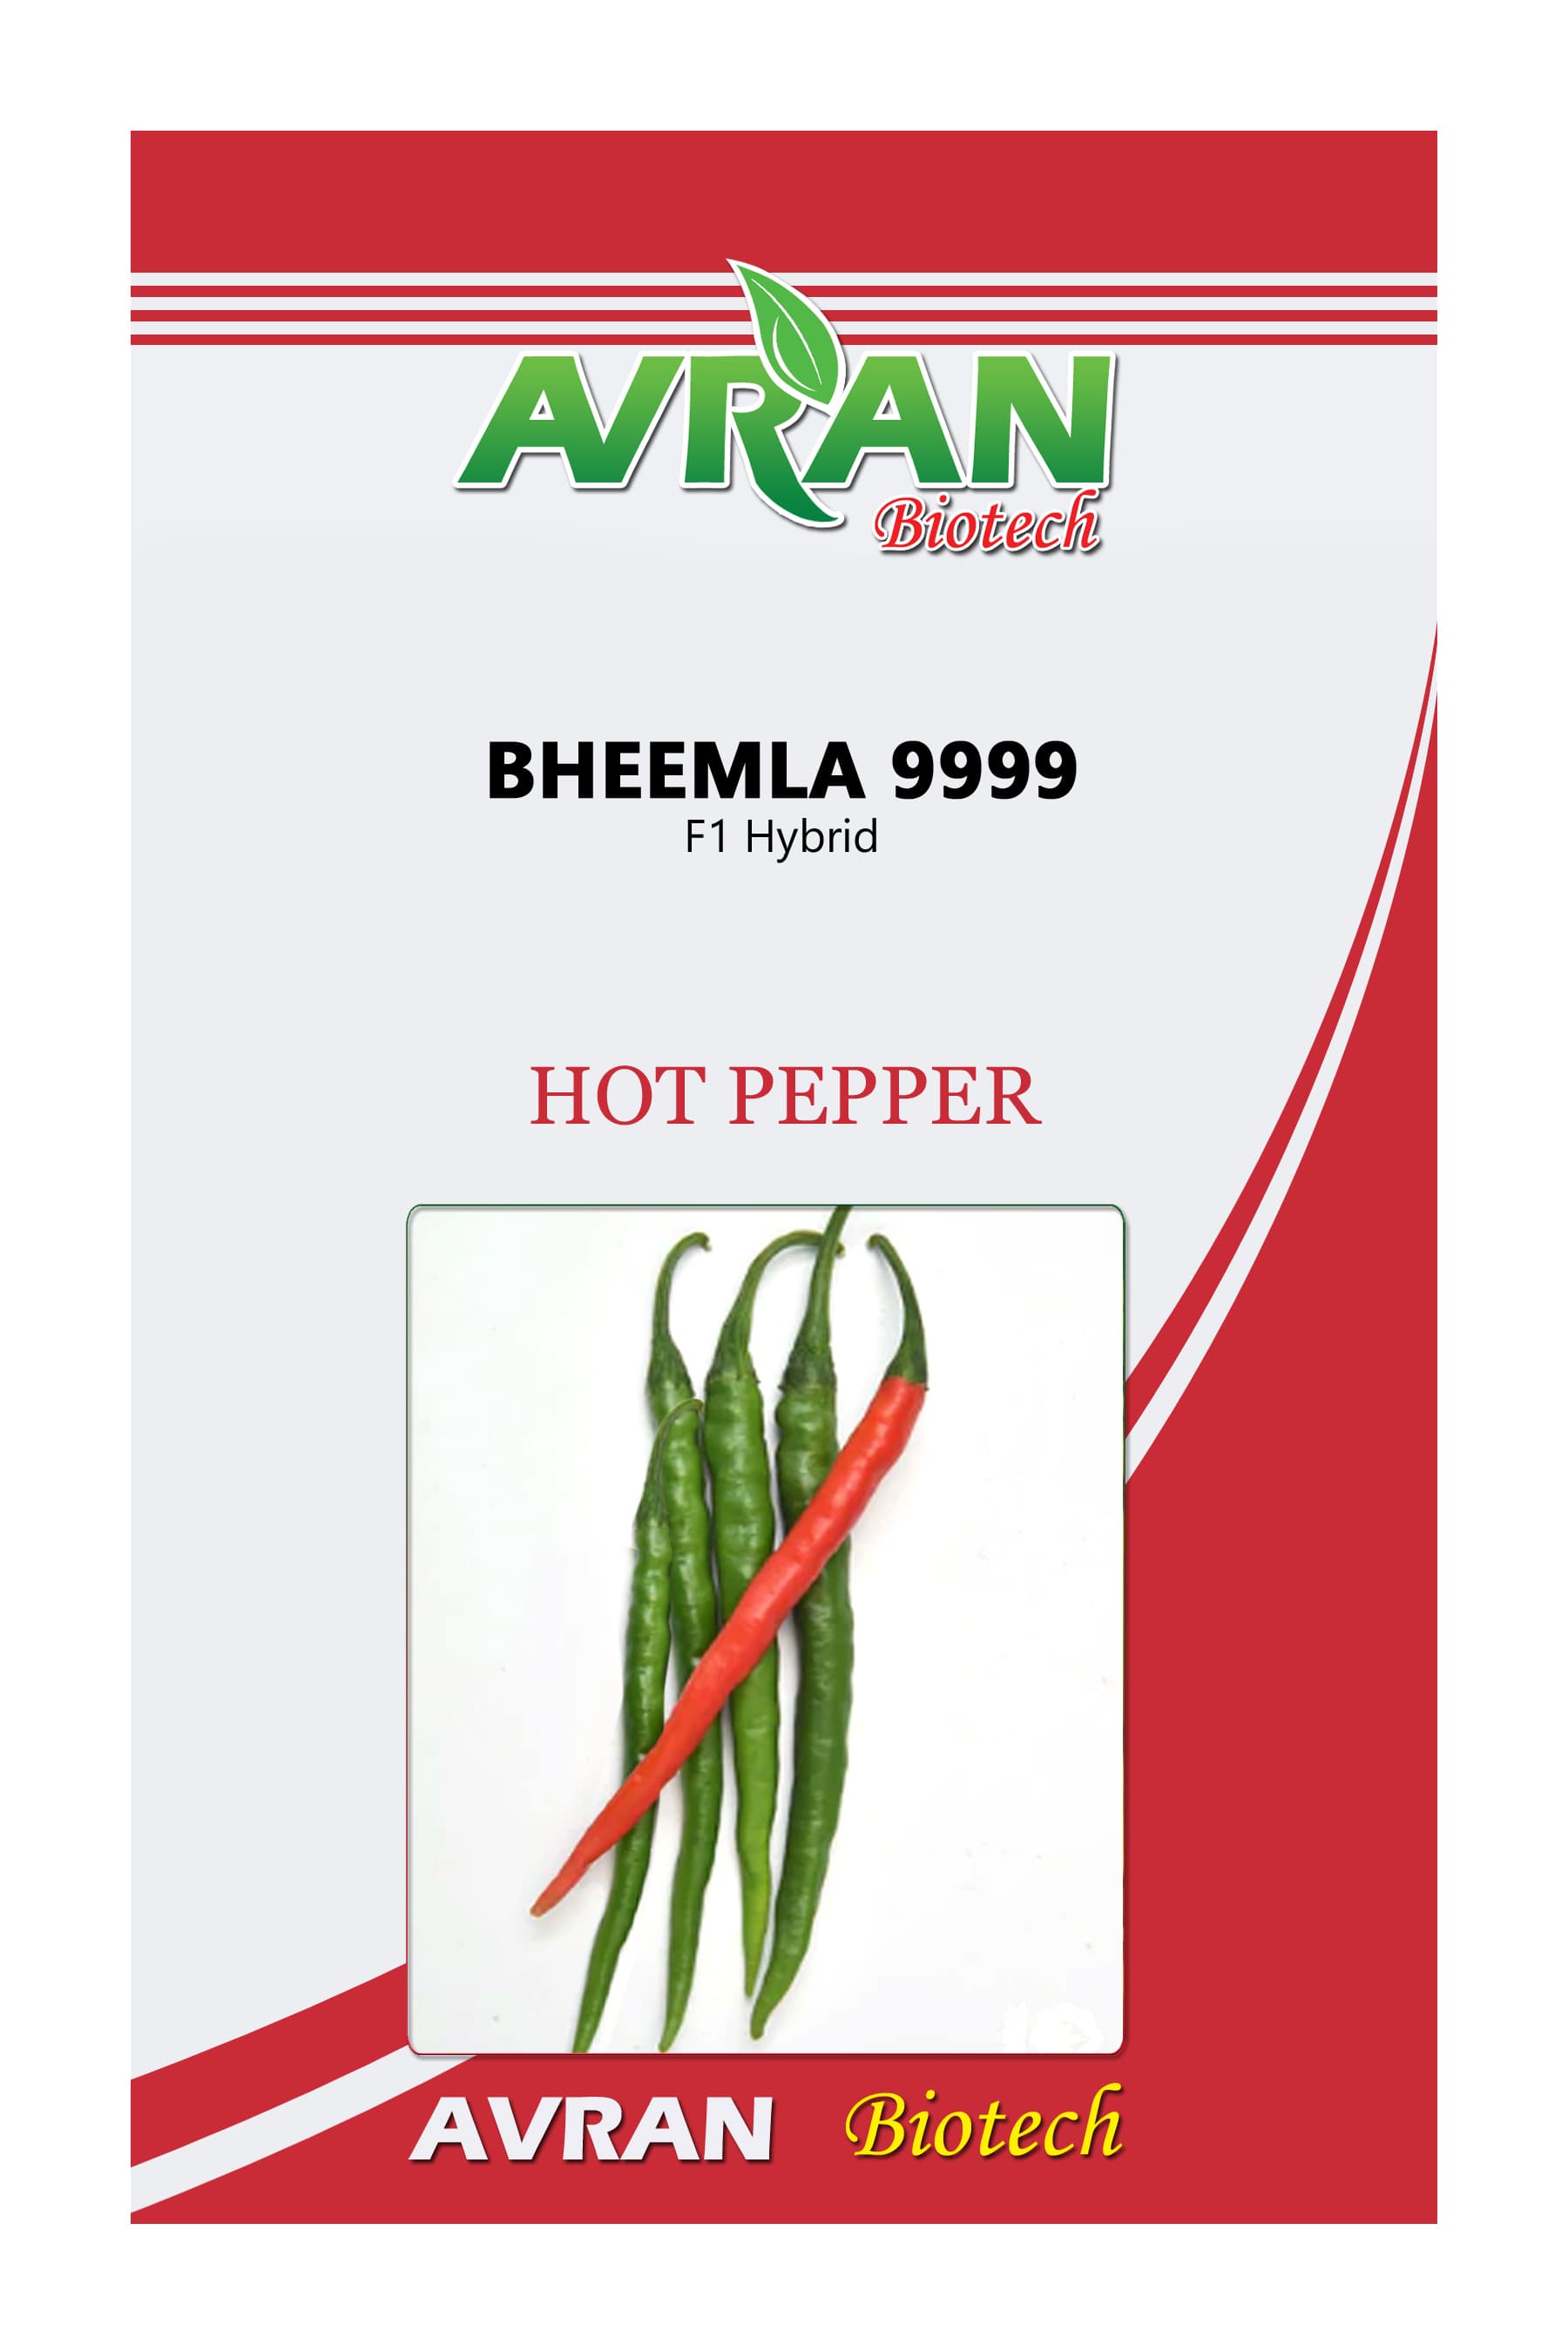 AVRAN
Biotech
BHEEMLA 9999
F1 Hybrid
HOT PEPPER
AVRAN Biotech